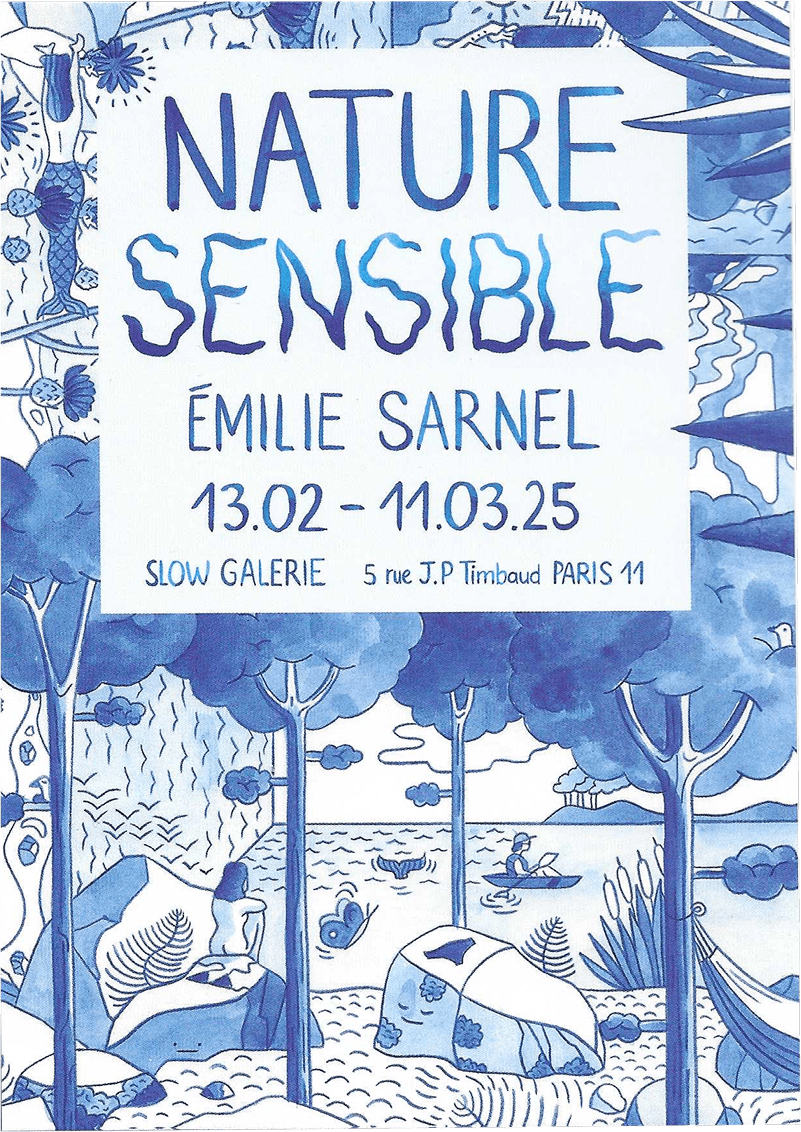 NATURE
SENSIBLE
ÉMILIE SARNEL
13.02 - 11.03.25
SLOW GALERIE 5 rue J.P Timbaud PARIS 11